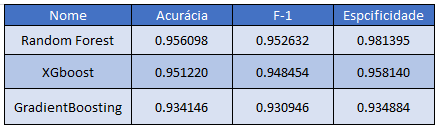 Nome Acurácia F-1 Espcificidade
Random Forest 0.956098 0.952632 0.981395
XGboost 0.951220 0.948454 0.958140
GradientBoosting 0.934146 0.930946 0.934884